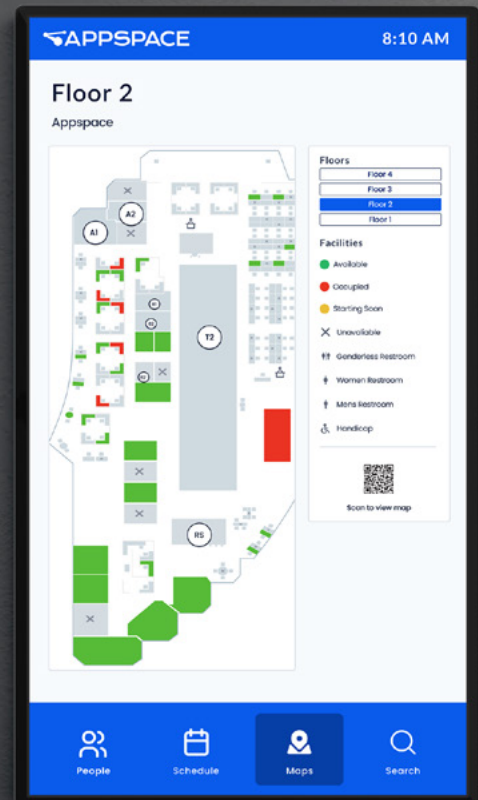 APPSPACE
8:10 AM
Floor 2
Appspace
A1
A2
T2
RS
Floors
Floor 4
Floor 3
Floor 2
Floor 1
Facilities
Available
Occupied
Starting Soon
Unavailable
Genderless Restroom
Women Restroom
Mens Restroom
Handicap
Scan to view map
People
Schedule
Maps
Search